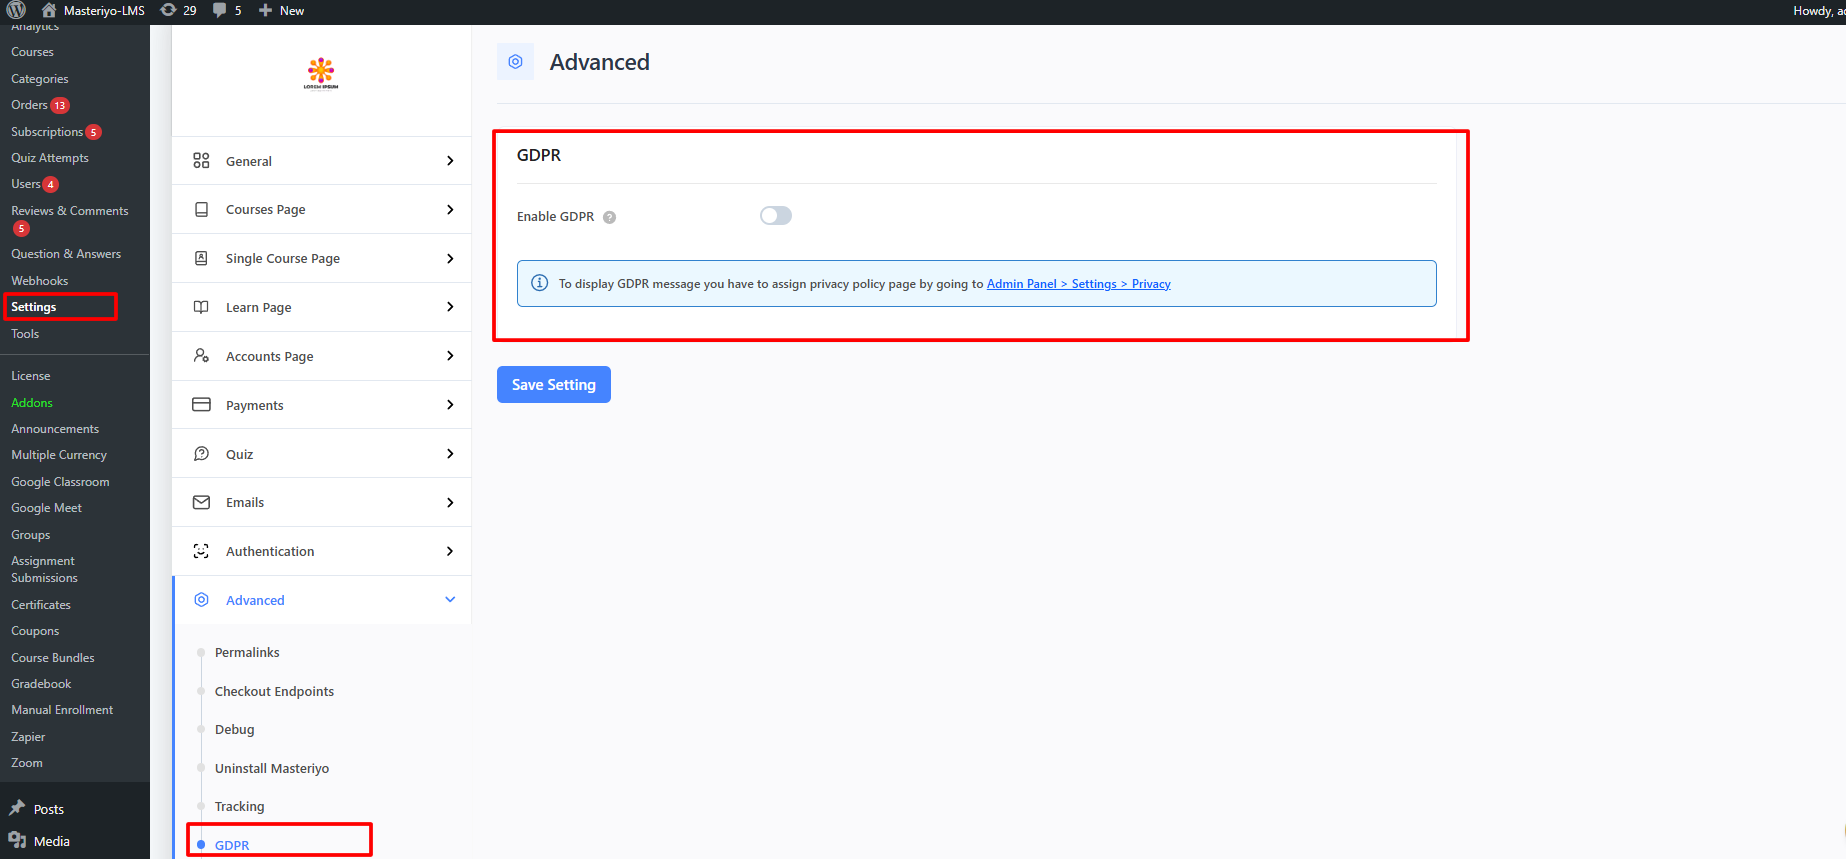 Masteriyo-LMS 29 5 New
Howdy, ac
Analytics
Courses
Categories
Orders 13
Subscriptions 5
Quiz Attempts
Users 4
Reviews & Comments
5
Question & Answers
Webhooks
Settings
Tools
License
Addons
Announcements
Multiple Currency
Google Classroom
Google Meet
Groups
Assignment
Submissions
Certificates
Coupons
Course Bundles
Gradebook
Manual Enrollment
Zapier
Zoom
Posts
Media
LOREM IPSUM
General
Courses Page
Single Course Page
Learn Page
Accounts Page
Payments
Quiz
Emails
Authentication
Advanced
Permalinks
Checkout Endpoints
Debug
Uninstall Masteriyo
Tracking
GDPR
Advanced
GDPR
Enable GDPR ?
To display GDPR message you have to assign privacy policy page by going to Admin Panel > Settings > Privacy
Save Setting